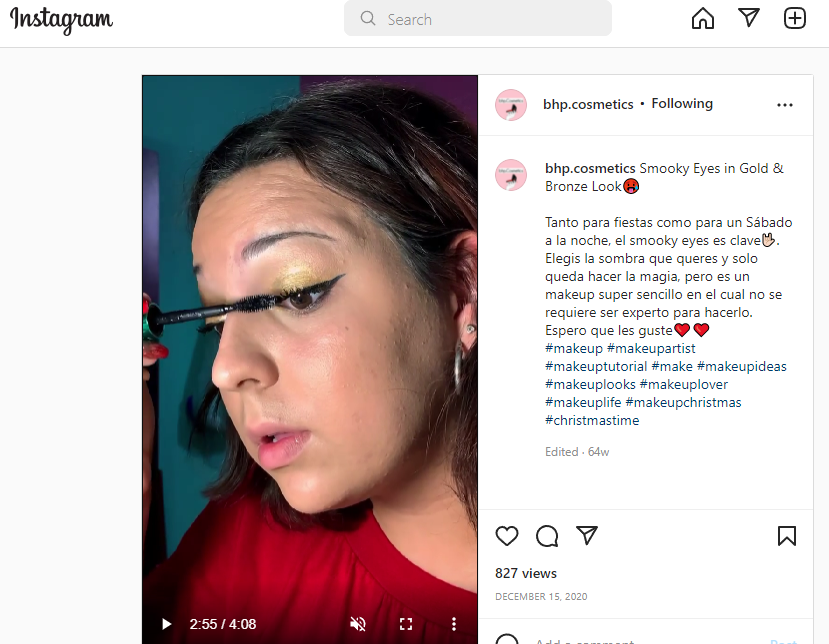 Instagram
Search
bhp.cosmetics • Following
bhp.cosmetics Smooky Eyes in Gold &
Bronze Look🥵
Tanto para fiestas como para un Sábado
a la noche, el smooky eyes es clave🤟🏻.
Elegis la sombra que queres y solo
queda hacer la magia, pero es un
makeup super sencillo en el cual no se
requiere ser experto para hacerlo.
Espero que les guste❤️❤️
#makeup #makeupartist
#makeuptutorial #make #makeupideas
#makeuplooks #makeuplover
#makeuplife #makeupchristmas
#christmastime
Edited · 64w
827 views
DECEMBER 15, 2020
2:55 / 4:08
Add a comment
Post